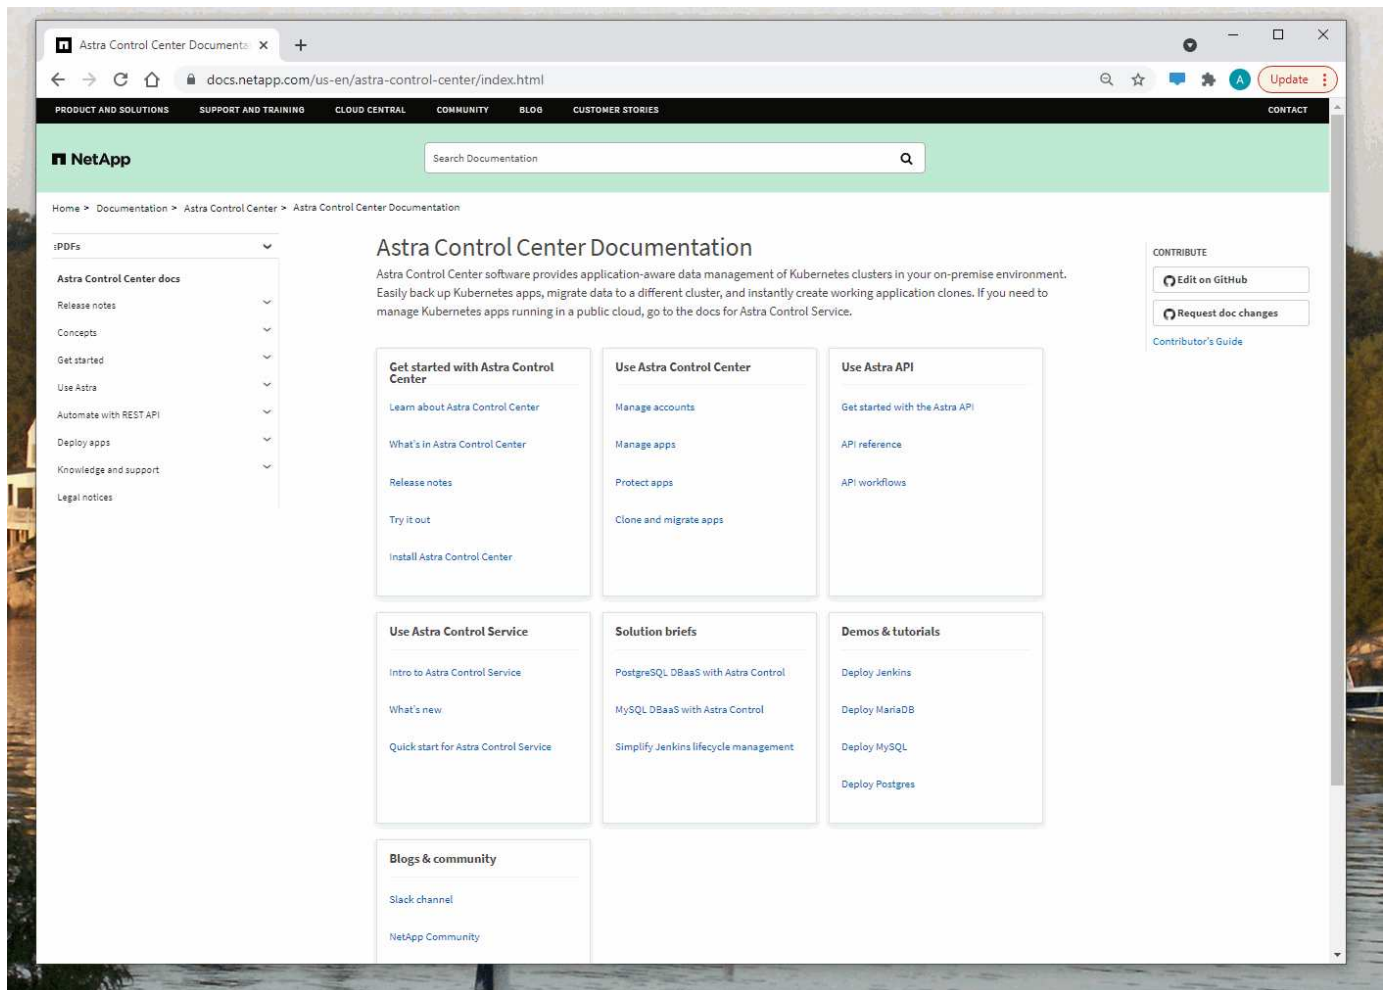 Astra Control Center Documenta
docs.netapp.com/us-en/astra-control-center/index.html
A
Update
PRODUCT AND SOLUTIONS SUPPORT AND TRAINING CLOUD CENTRAL COMMUNITY BLOG CUSTOMER STORIES CONTACT
NetApp
Search Documentation
Home > Documentation > Astra Control Center > Astra Control Center Documentation
:PDFs
Astra Control Center docs
Release notes
Concepts
Get started
Use Astra
Automate with REST API
Deploy apps
Knowledge and support
Legal notices
Astra Control Center Documentation
Astra Control Center software provides application-aware data management of Kubernetes clusters in your on-premise environment.
Easily back up Kubernetes apps, migrate data to a different cluster, and instantly create working application clones. If you need to
manage Kubernetes apps running in a public cloud, go to the docs for Astra Control Service.
CONTRIBUTE
Edit on GitHub
Request doc changes
Contributor's Guide
Get started with Astra Control
Center
Learn about Astra Control Center
What's in Astra Control Center
Release notes
Try it out
Install Astra Control Center
Use Astra Control Center
Manage accounts
Manage apps
Protect apps
Clone and migrate apps
Use Astra API
Get started with the Astra API
API reference
API workflows
Use Astra Control Service
Intro to Astra Control Service
What's new
Quick start for Astra Control Service
Solution briefs
PostgreSQL DBaaS with Astra Control
MySQL DBaaS with Astra Control
Simplify Jenkins lifecycle management
Demos & tutorials
Deploy Jenkins
Deploy MariaDB
Deploy MySQL
Deploy Postgres
Blogs & community
Slack channel
NetApp Community